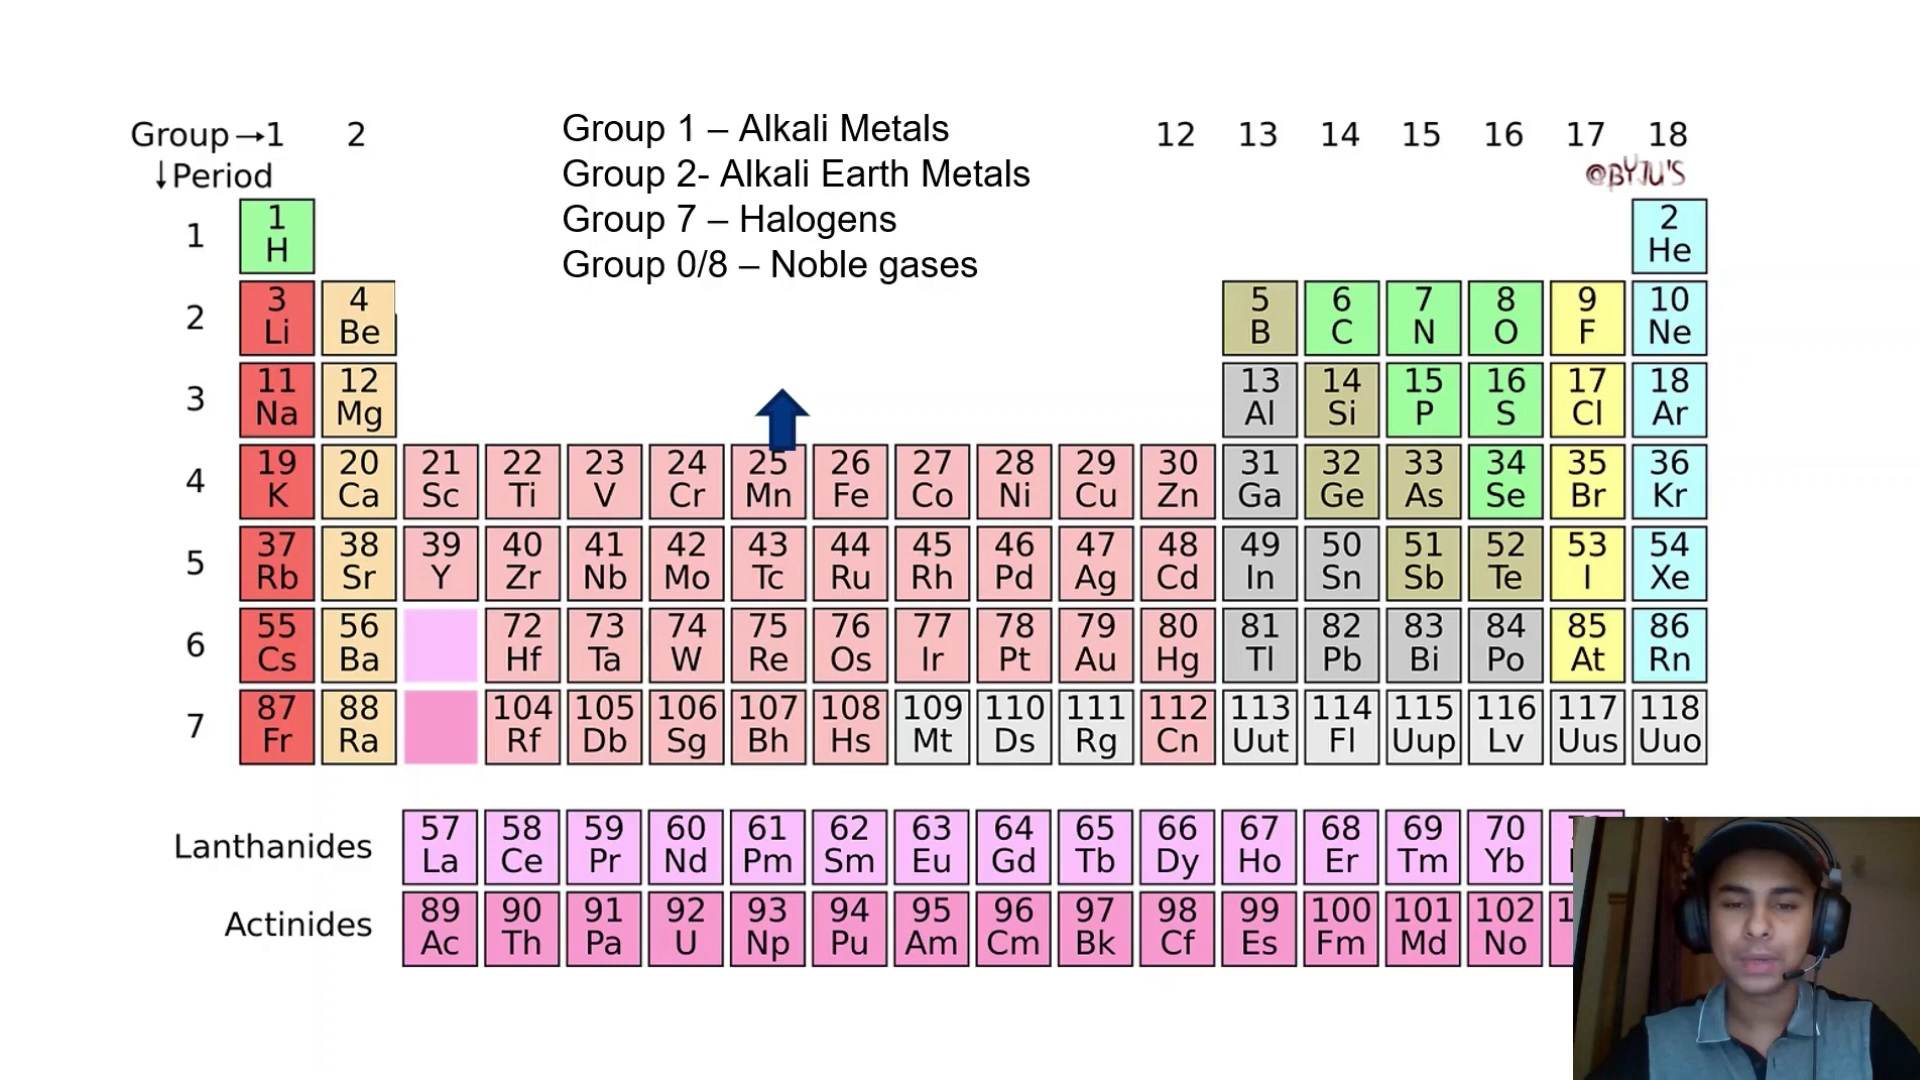 Group→1 2 12 13 14 15 16 17 18
↓Period
@BYJU'S
Group 1 – Alkali Metals
Group 2- Alkali Earth Metals
Group 7 – Halogens
Group 0/8 – Noble gases
1
1 2
H He
2
3 4 5 6 7 8 9 10
Li Be B C N O F Ne
3
11 12 13 14 15 16 17 18
Na Mg Al Si P S Cl Ar
4
19 20 21 22 23 24 25 26 27 28 29 30 31 32 33 34 35 36
K Ca Sc Ti V Cr Mn Fe Co Ni Cu Zn Ga Ge As Se Br Kr
5
37 38 39 40 41 42 43 44 45 46 47 48 49 50 51 52 53 54
Rb Sr Y Zr Nb Mo Tc Ru Rh Pd Ag Cd In Sn Sb Te I Xe
6
55 56 72 73 74 75 76 77 78 79 80 81 82 83 84 85 86
Cs Ba Hf Ta W Re Os Ir Pt Au Hg Tl Pb Bi Po At Rn
7
87 88 104 105 106 107 108 109 110 111 112 113 114 115 116 117 118
Fr Ra Rf Db Sg Bh Hs Mt Ds Rg Cn Uut Fl Uup Lv Uus Uuo
Lanthanides
57 58 59 60 61 62 63 64 65 66 67 68 69 70
La Ce Pr Nd Pm Sm Eu Gd Tb Dy Ho Er Tm Yb
Actinides
89 90 91 92 93 94 95 96 97 98 99 100 101 102
Ac Th Pa U Np Pu Am Cm Bk Cf Es Fm Md No